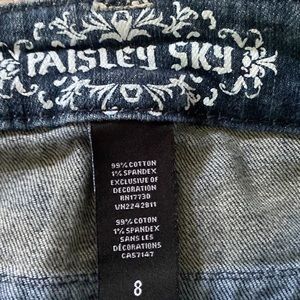 PAISLEY SKY
99% COTTON
1% SPANDEX
EXCLUSIVE OF
DECORATION
RN17730
VN2242811
99% COTON
1% SPANDEX
SANS LES
DÉCORATIONS
CA57147
8